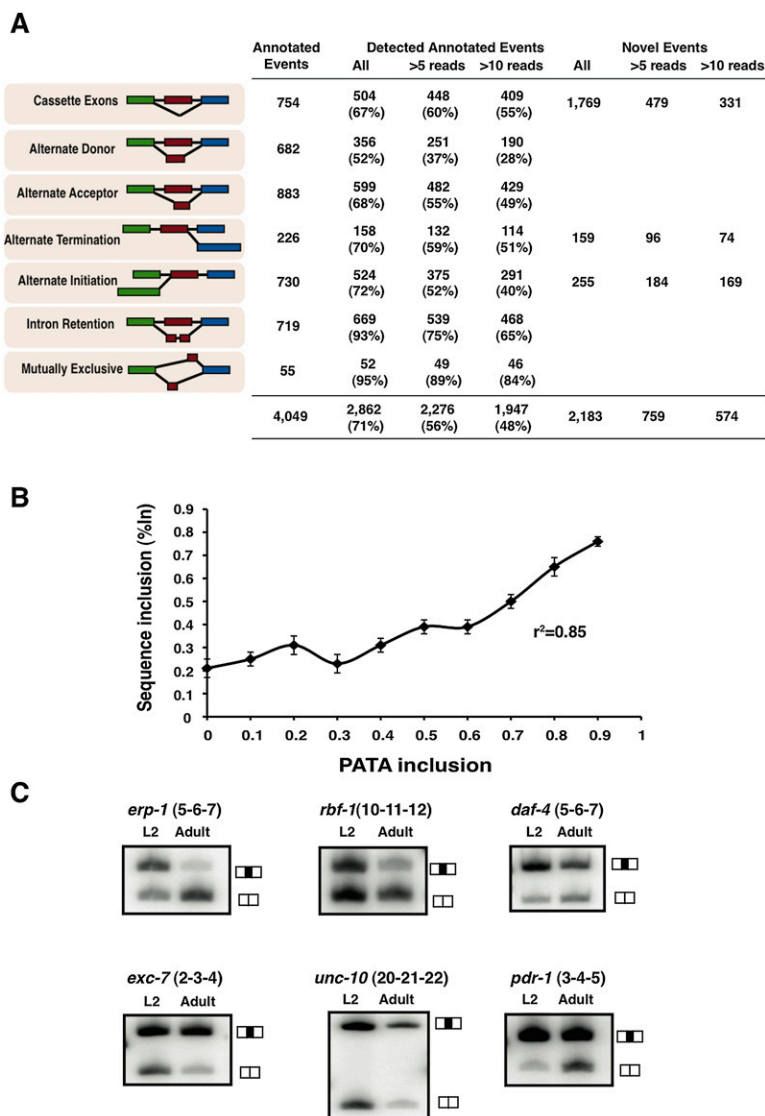 A
Annotated Events Detected Annotated Events Novel Events
All >5 reads >10 reads All >5 reads >10 reads
Cassette Exons 754 504 448 409 1,769 479 331
(67%) (60%) (55%)
Alternate Donor 682 356 251 190
(52%) (37%) (28%)
Alternate Acceptor 883 599 482 429
(68%) (55%) (49%)
Alternate Termination 226 158 132 114 159 96 74
(70%) (59%) (51%)
Alternate Initiation 730 524 375 291 255 184 169
(72%) (52%) (40%)
Intron Retention 719 669 539 468
(93%) (75%) (65%)
Mutually Exclusive 55 52 49 46
(95%) (89%) (84%)
4,049 2,862 2,276 1,947 2,183 759 574
(71%) (56%) (48%)
B
Sequence inclusion (%In)
0.9
0.8
0.7
0.6
0.5
0.4
0.3
0.2
0.1
0
r²=0.85
0 0.1 0.2 0.3 0.4 0.5 0.6 0.7 0.8 0.9 1
PATA inclusion
C
erp-1 (5-6-7) rbf-1(10-11-12) daf-4 (5-6-7)
L2 Adult L2 Adult L2 Adult
exc-7 (2-3-4) unc-10 (20-21-22) pdr-1 (3-4-5)
L2 Adult L2 Adult L2 Adult